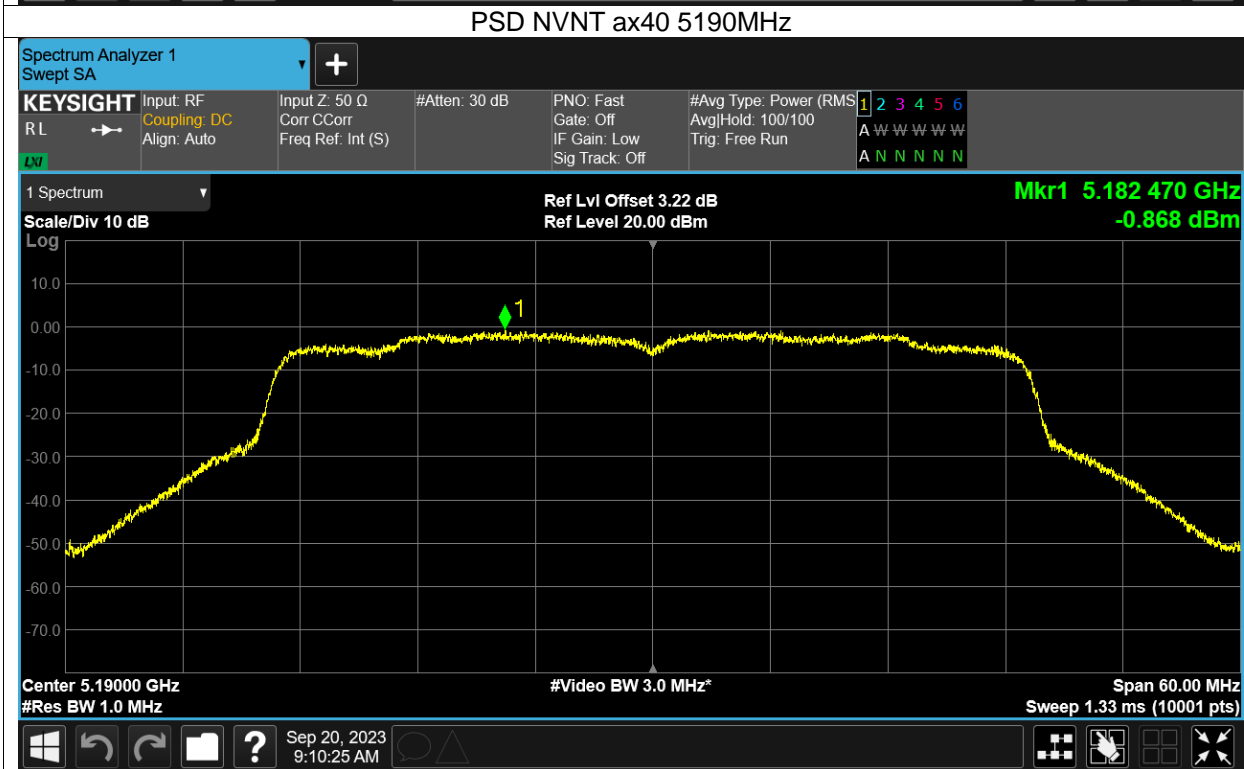 PSD NVNT ax40 5190MHz
Spectrum Analyzer 1
Swept SA
KEYSIGHT
RL
LXI
Input: RF
Coupling: DC
Align: Auto
Input Z: 50 Ω
Corr CCorr
Freq Ref: Int (S)
#Atten: 30 dB
PNO: Fast
Gate: Off
IF Gain: Low
Sig Track: Off
#Avg Type: Power (RMS
Avg|Hold: 100/100
Trig: Free Run
1 2 3 4 5 6
A W W W W W
A N N N N N
1 Spectrum
Scale/Div 10 dB
Log
Ref Lvl Offset 3.22 dB
Ref Level 20.00 dBm
Mkr1 5.182 470 GHz
-0.868 dBm
10.0
1
0.00
-10.0
-20.0
-30.0
-40.0
-50.0
-60.0
-70.0
Center 5.19000 GHz
#Res BW 1.0 MHz
#Video BW 3.0 MHz*
Span 60.00 MHz
Sweep 1.33 ms (10001 pts)
?
Sep 20, 2023
9:10:25 AM